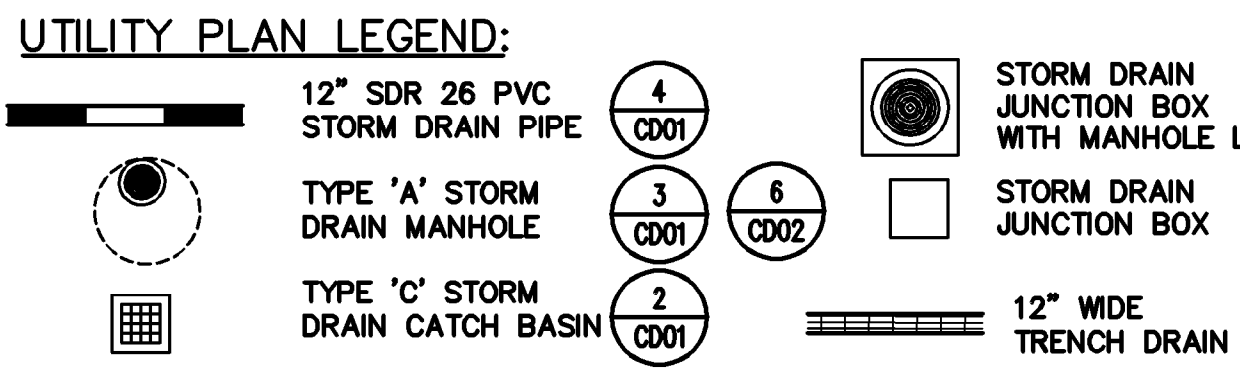 UTILITY PLAN LEGEND:
12" SDR 26 PVC
STORM DRAIN PIPE
4
CD01
TYPE 'A' STORM
DRAIN MANHOLE
3
CD01
6
CD02
TYPE 'C' STORM
DRAIN CATCH BASIN
2
CD01
STORM DRAIN
JUNCTION BOX
WITH MANHOLE
STORM DRAIN
JUNCTION BOX
12" WIDE
TRENCH DRAIN